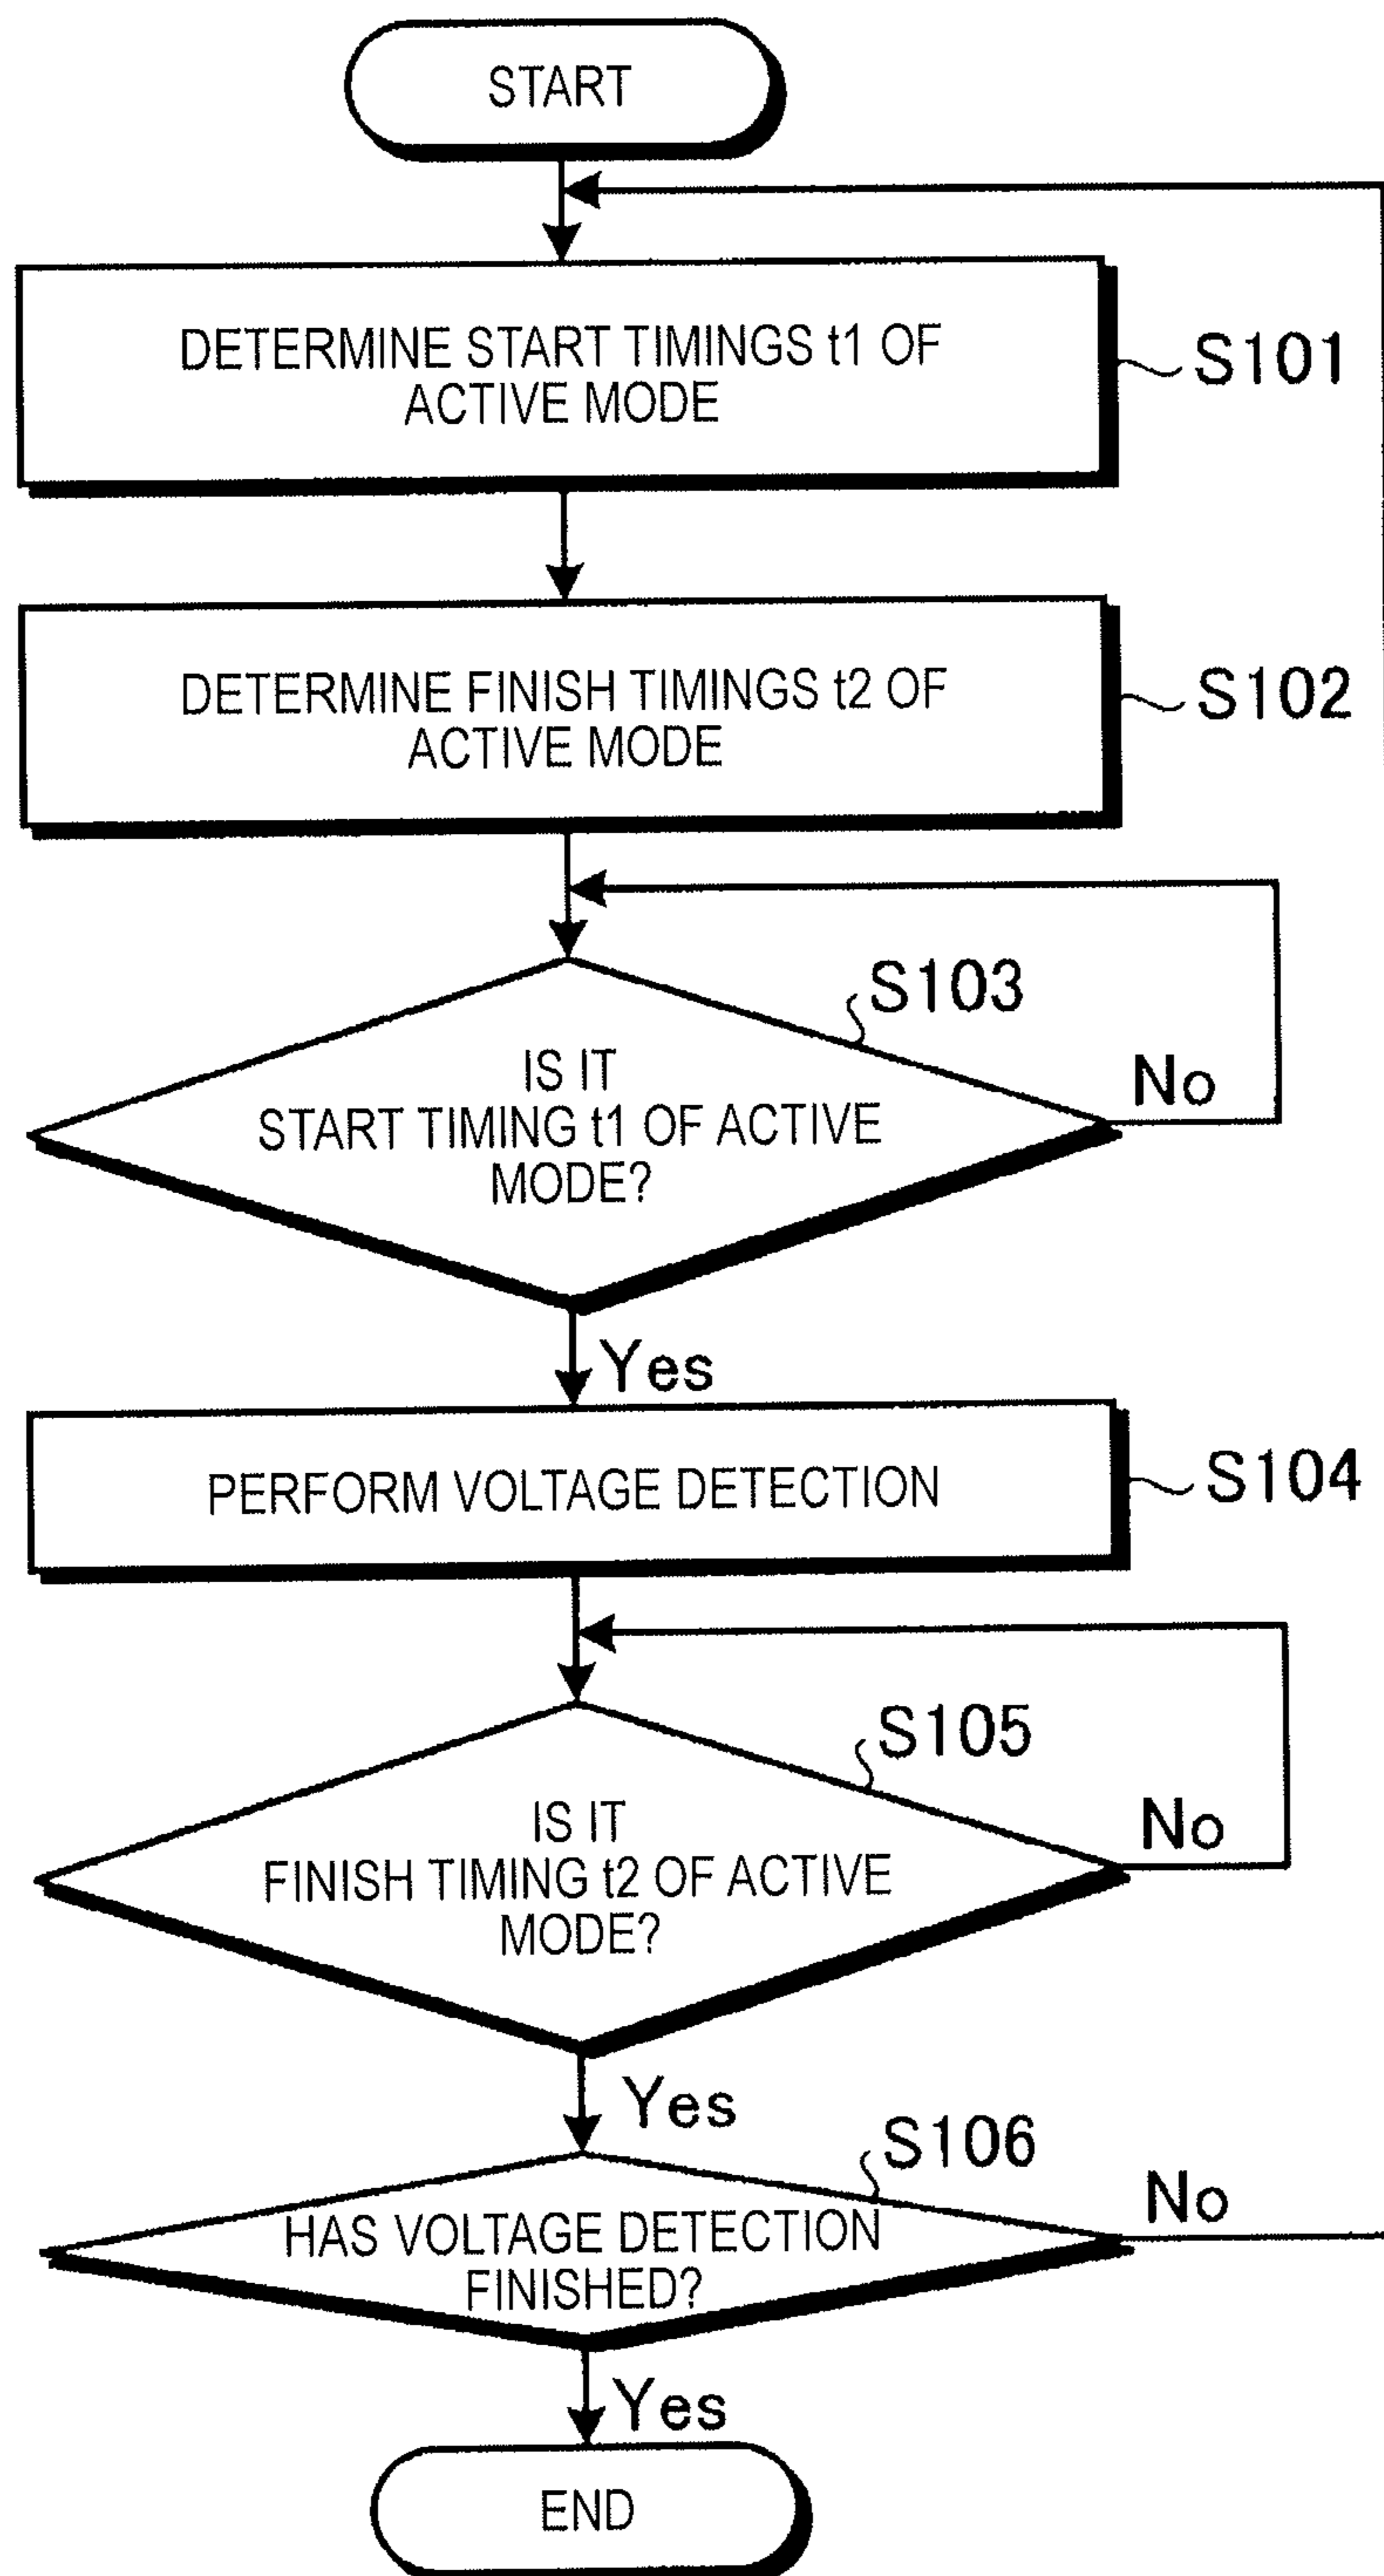 START
DETERMINE START TIMINGS t1 OF
ACTIVE MODE
S101
DETERMINE FINISH TIMINGS t2 OF
ACTIVE MODE
S102
S103
IS IT
START TIMING t1 OF ACTIVE
MODE?
No
Yes
PERFORM VOLTAGE DETECTION
S104
S105
IS IT
FINISH TIMING t2 OF ACTIVE
MODE?
No
Yes
S106
HAS VOLTAGE DETECTION
FINISHED?
No
Yes
END